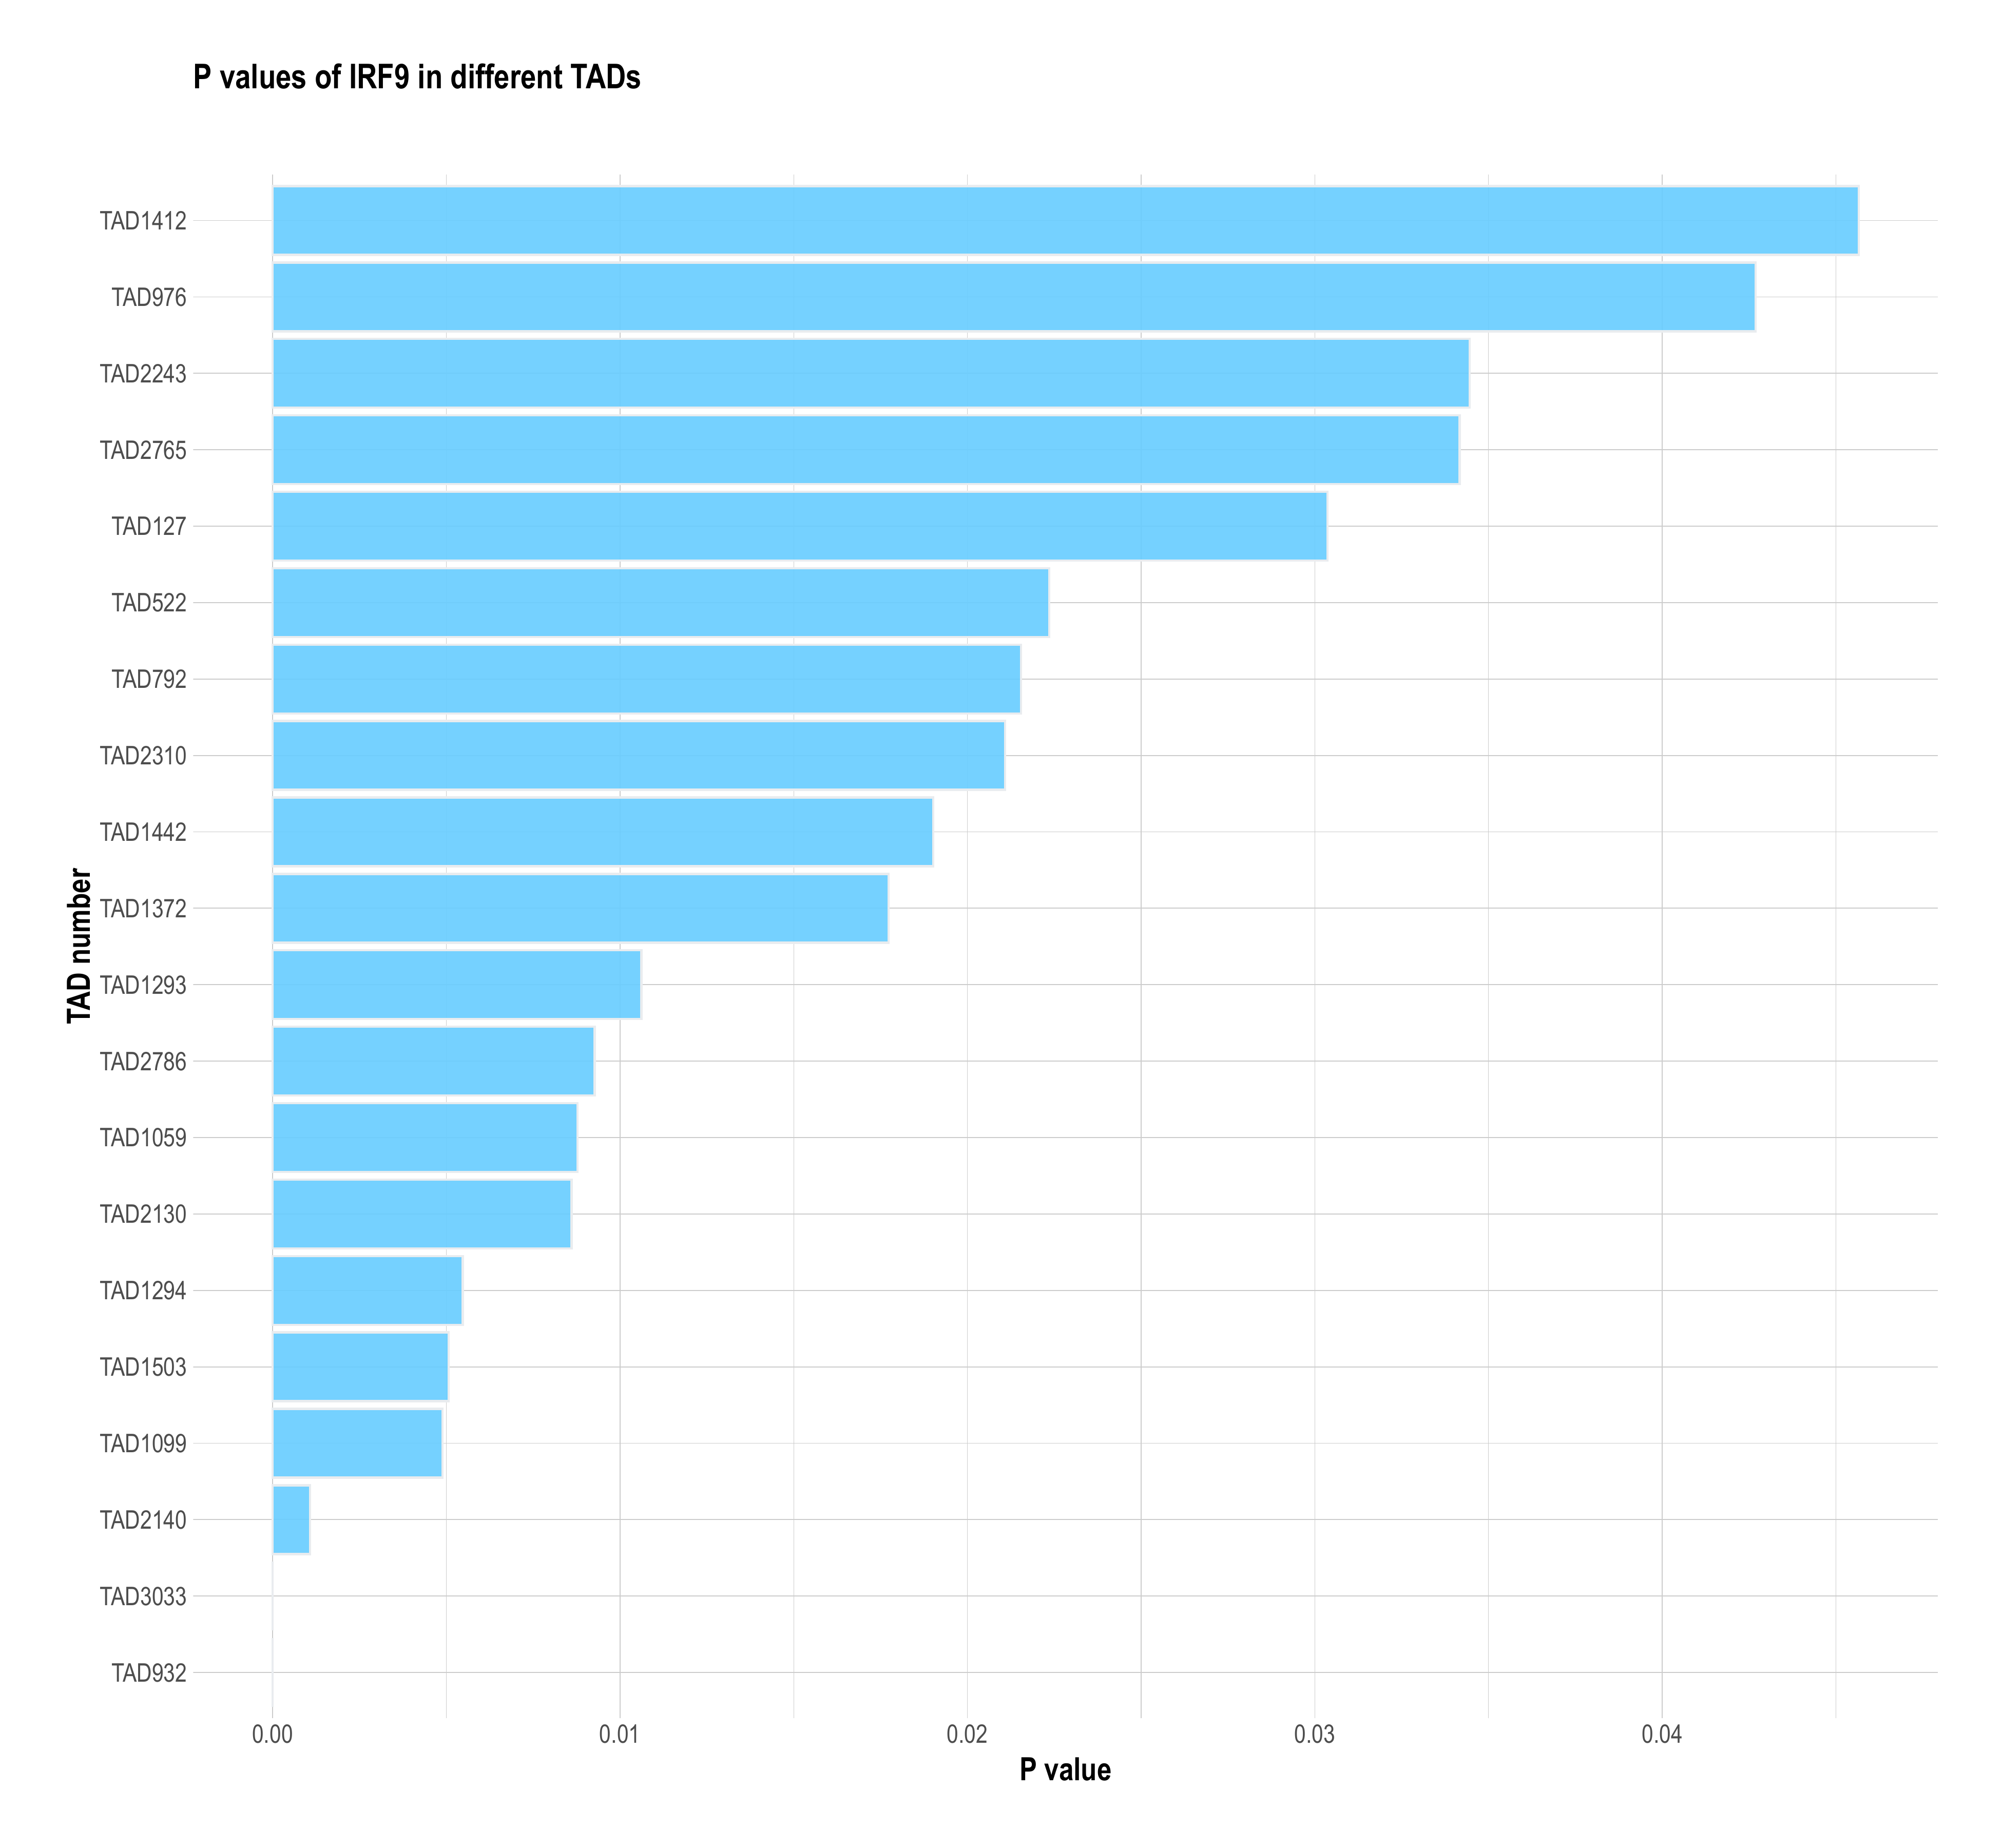 P values of IRF9 in different TADs
TAD number
TAD1412
TAD976
TAD2243
TAD2765
TAD127
TAD522
TAD792
TAD2310
TAD1442
TAD1372
TAD1293
TAD2786
TAD1059
TAD2130
TAD1294
TAD1503
TAD1099
TAD2140
TAD3033
TAD932
0.00 0.01 0.02 0.03 0.04
P value